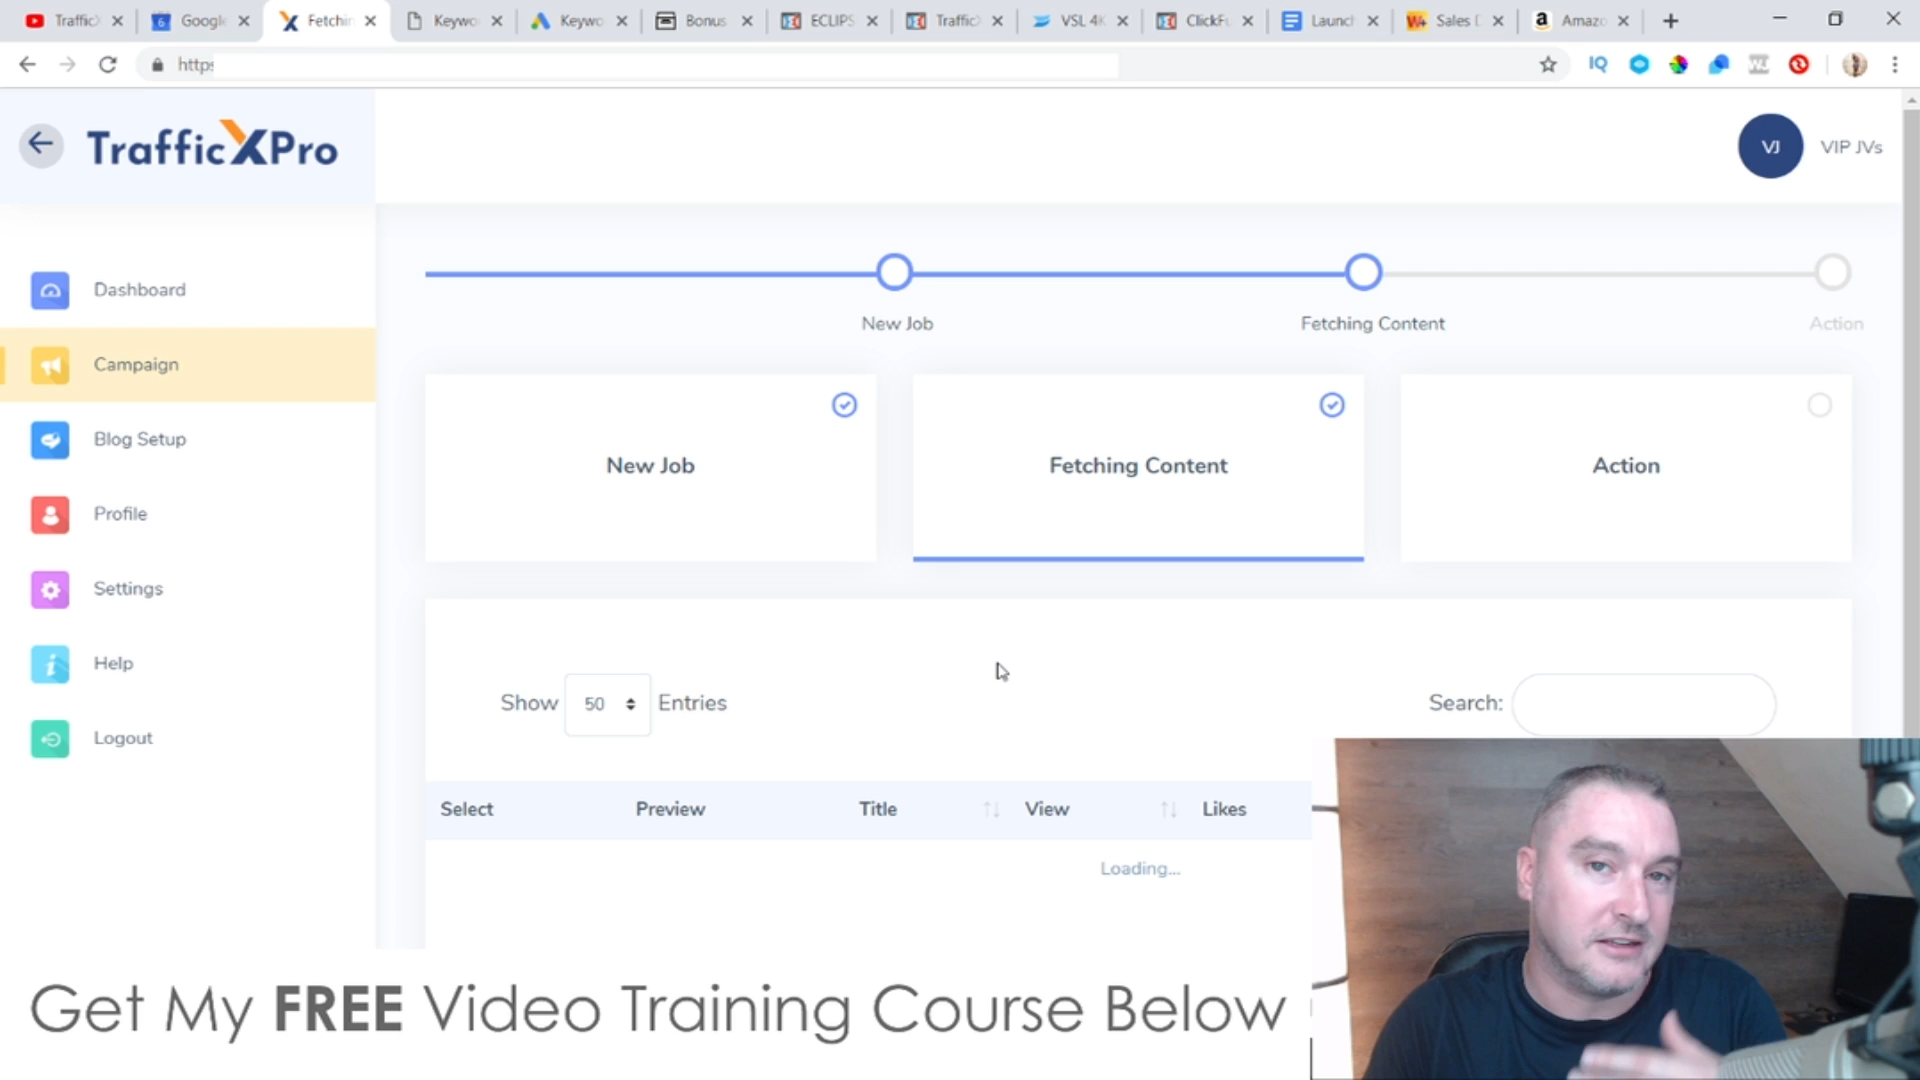 Traffic
Google
Fetchin
Keywo
Keywo
Bonus
ECLIPS
Traffic
VSL 4K
ClickFu
Launch
Sales
Amazo
https
IQ
TrafficXPro
VJ
VIP JVs
Dashboard
Campaign
Blog Setup
Profile
Settings
Help
Logout
New Job
Fetching Content
Action
New Job
Fetching Content
Action
Show 50 Entries
Search:
Select Preview Title View Likes
Loading...
Get My FREE Video Training Course Below